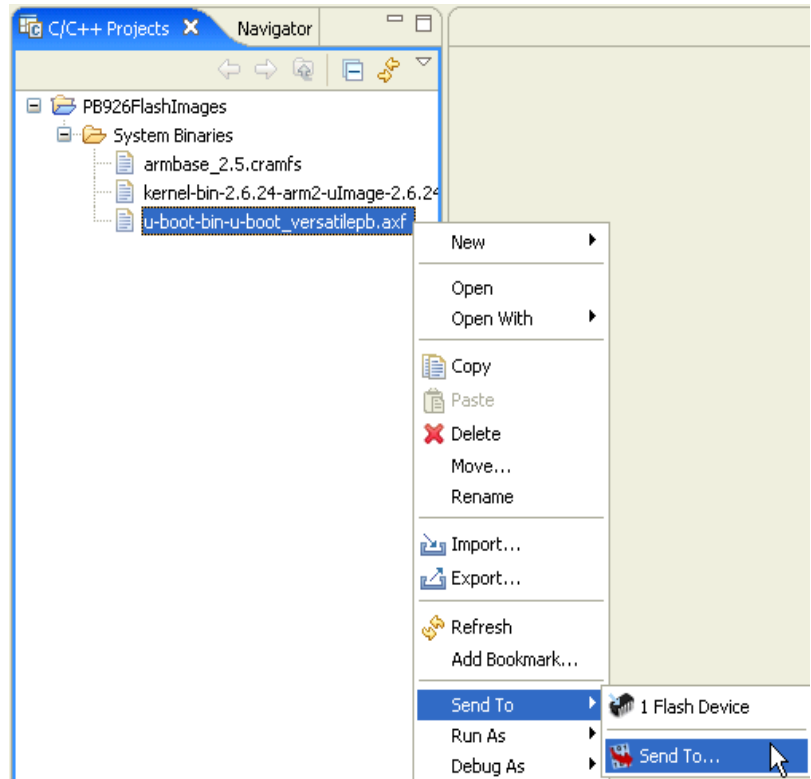 C/C++ Projects Navigator
PB926FlashImages
System Binaries
armbase_2.5.cramfs
kernel-bin-2.6.24-arm2-uImage-2.6.24
u-boot-bin-u-boot_versatilepb.axf
New
Open
Open With
Copy
Paste
Delete
Move...
Rename
Import...
Export...
Refresh
Add Bookmark...
Send To
1 Flash Device
Run As
Send To...
Debug As